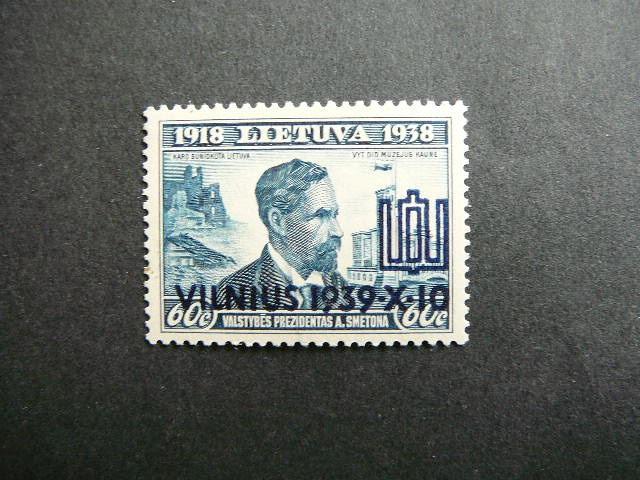 1918 LIETUVA 1938
KARO SUNIOKOTA LIETUVA VYT. DID. MUZEJUS KAUNE
VILNIUS 1939-X-10
60c 60c
VALSTYBĖS PREZIDENTAS A. SMETONA